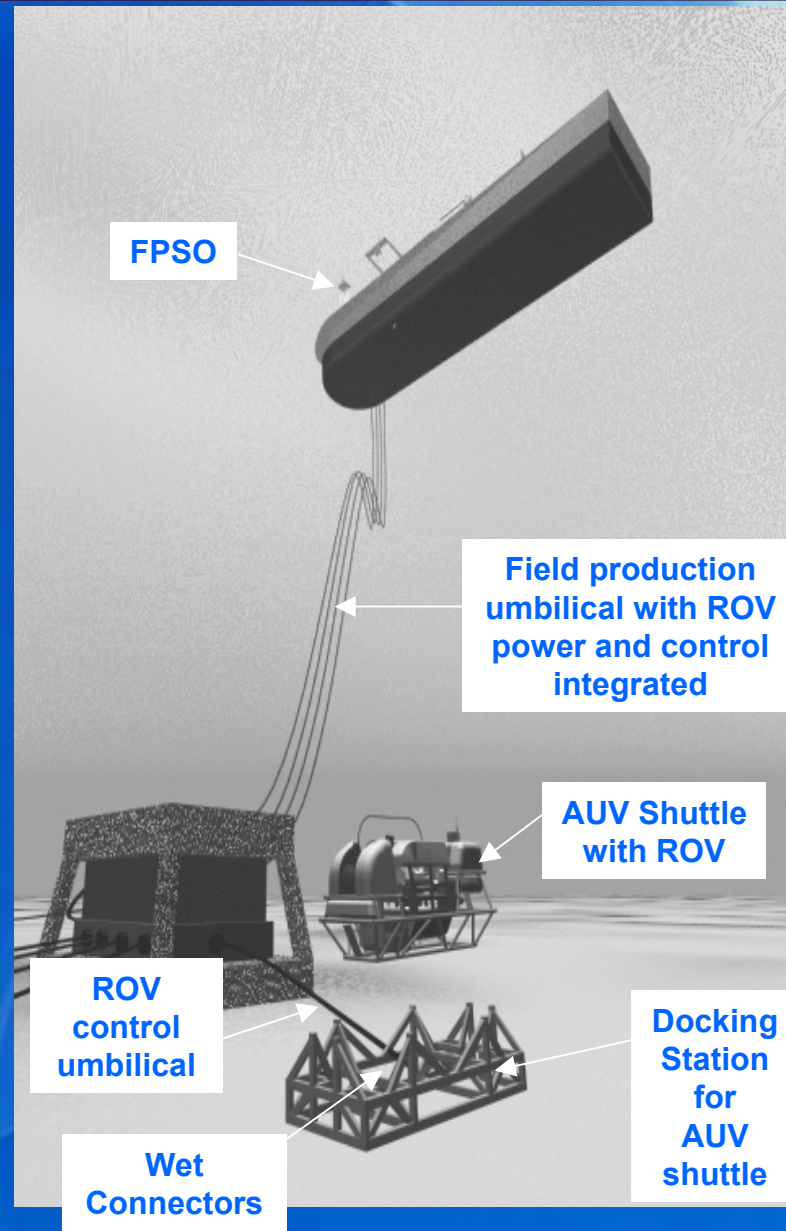 FPSO
Field production
umbilical with ROV
power and control
integrated
AUV Shuttle
with ROV
ROV
control
umbilical
Docking
Station
for
AUV
shuttle
Wet
Connectors